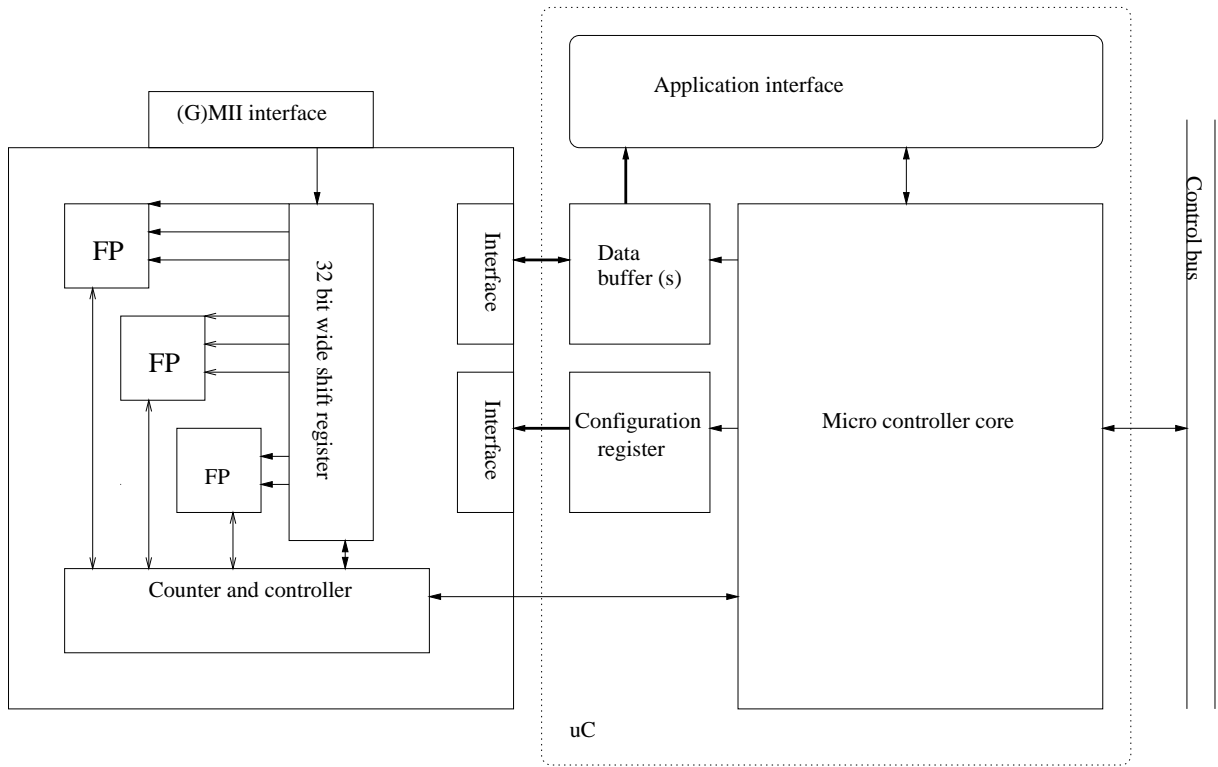 Application interface
(G)MII interface
Control bus
FP
32 bit wide shift register
Interface
Data
buffer (s)
FP
Interface
Configuration
register
Micro controller core
FP
Counter and controller
uC